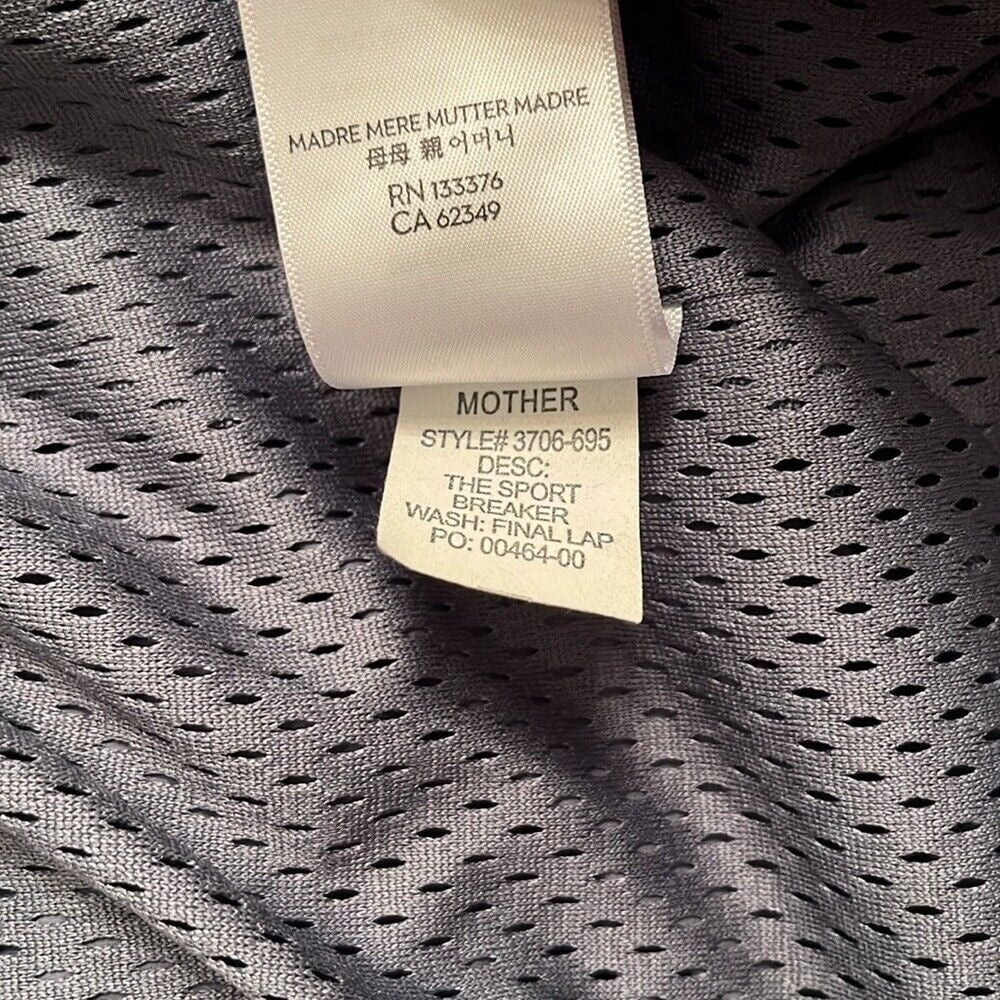 MADRE MERE MUTTER MADRE
母母 親 어머니
RN 133376
CA 62349
MOTHER
STYLE# 3706-695
DESC:
THE SPORT
BREAKER
WASH: FINAL LAP
PO: 00464-00